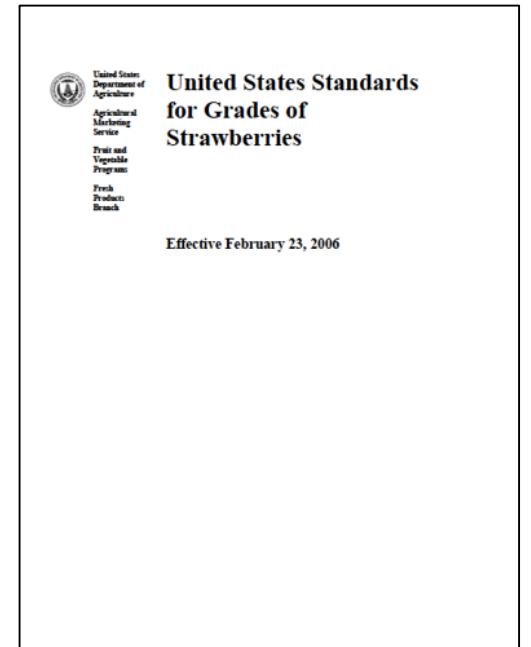 United States
Department of
Agriculture
Agricultural
Marketing
Service
Fruit and
Vegetable
Programs
Fresh
Products
Branch
United States Standards
for Grades of
Strawberries
Effective February 23, 2006